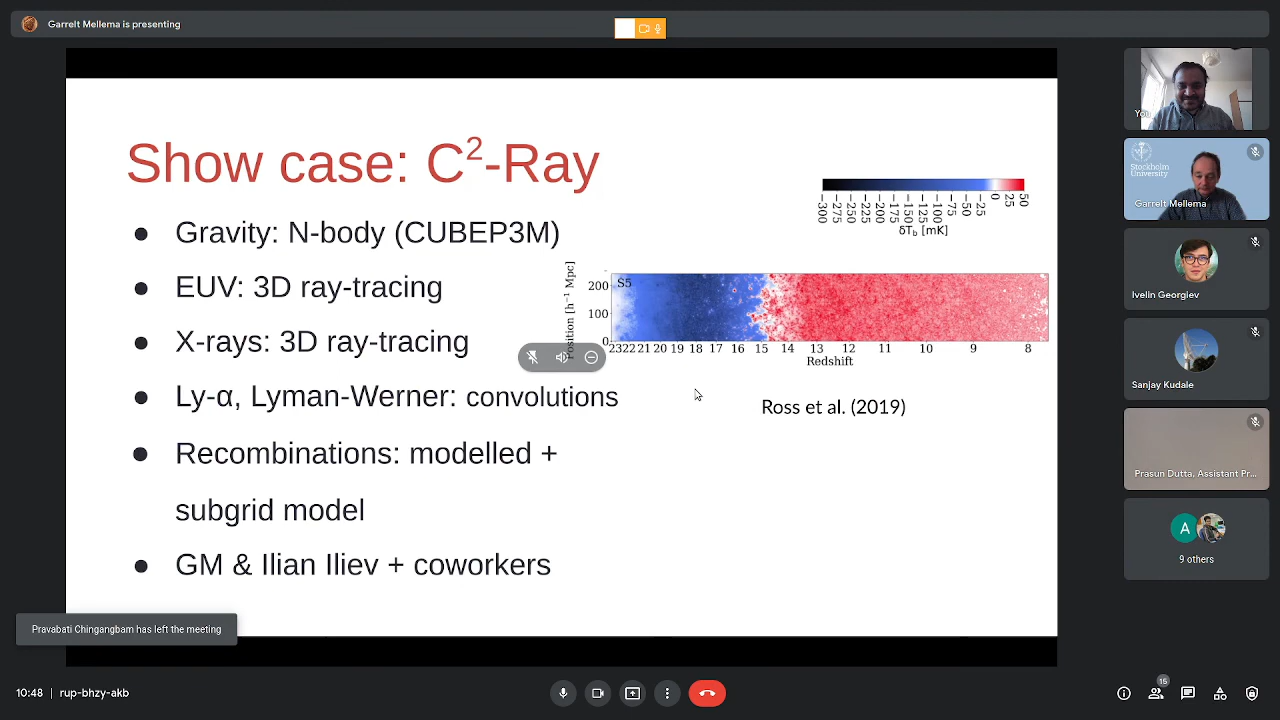 Garrelt Mellema is presenting
Show case: C²-Ray
● Gravity: N-body (CUBEP3M)
● EUV: 3D ray-tracing
● X-rays: 3D ray-tracing
● Ly-α, Lyman-Werner: convolutions
● Recombinations: modelled +
subgrid model
● GM & Ilian Iliev + coworkers
−300 −275 −250 −225 −200 −175 −150 −125 −100 −75 −50 −25 0 25 50
δTb [mK]
Position [h⁻¹ Mpc]
200
100
0
S5
23 22 21 20 19 18 17 16 15 14 13 12 11 10 9 8
Redshift
Ross et al. (2019)
Stockholm
University
Garrelt Mellema
Ivelin Georgiev
Sanjay Kudale
Prasun Dutta, Assistant Pr...
A
9 others
Pravabati Chingangbam has left the meeting
10:48 | rup-bhzy-akb
15